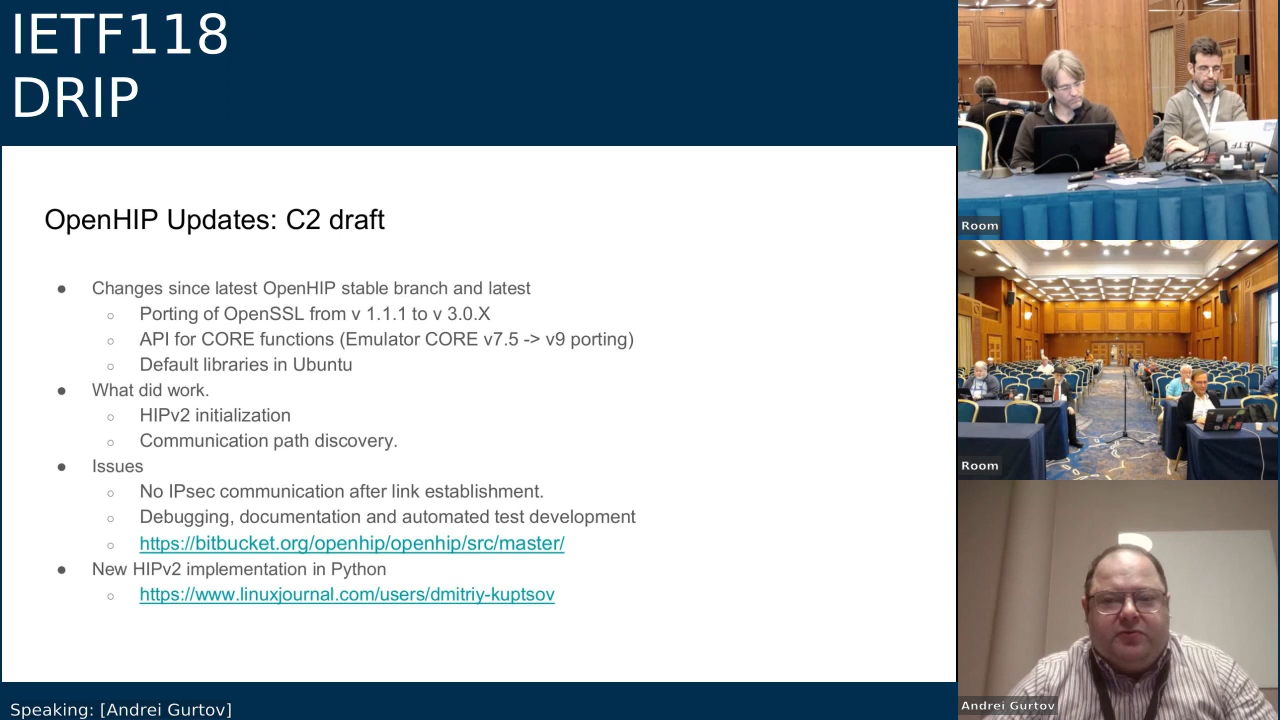 IETF118
DRIP
OpenHIP Updates: C2 draft
● Changes since latest OpenHIP stable branch and latest
○ Porting of OpenSSL from v 1.1.1 to v 3.0.X
○ API for CORE functions (Emulator CORE v7.5 -> v9 porting)
○ Default libraries in Ubuntu
● What did work.
○ HIPv2 initialization
○ Communication path discovery.
● Issues
○ No IPsec communication after link establishment.
○ Debugging, documentation and automated test development
○ https://bitbucket.org/openhip/openhip/src/master/
● New HIPv2 implementation in Python
○ https://www.linuxjournal.com/users/dmitriy-kuptsov
Speaking: [Andrei Gurtov]
Room
Room
Andrei Gurtov